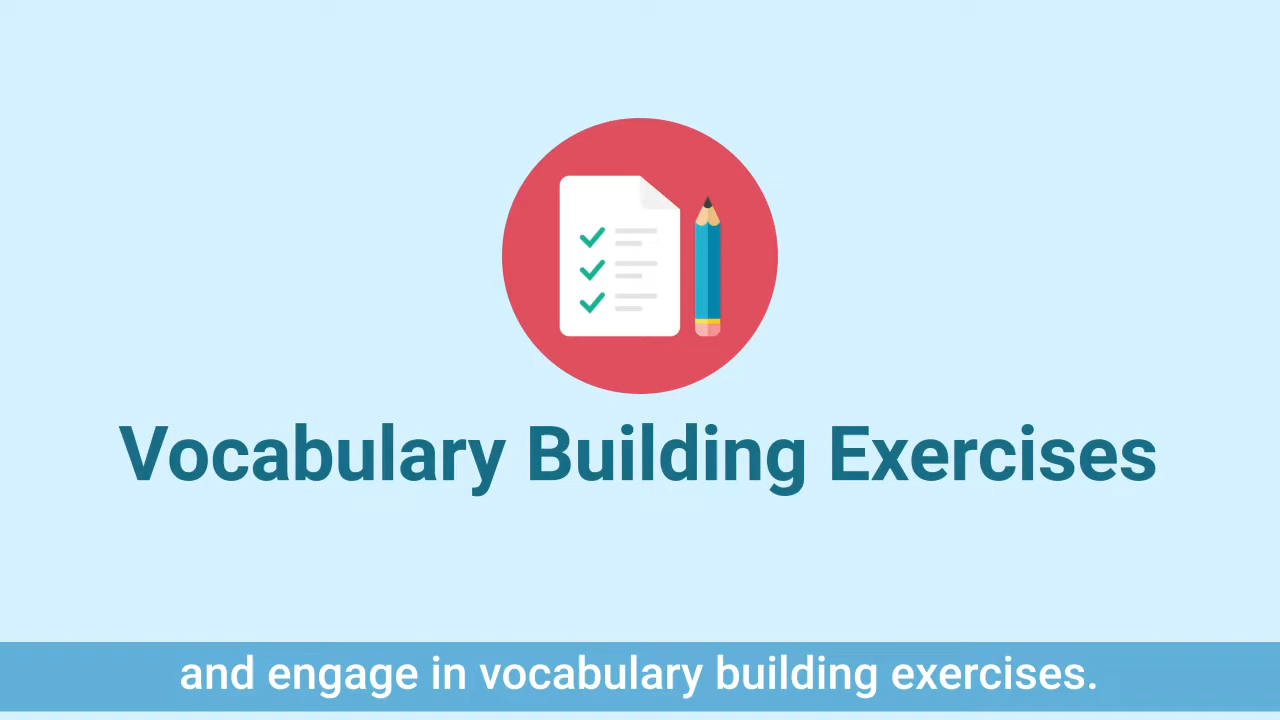 Vocabulary Building Exercises
and engage in vocabulary building exercises.